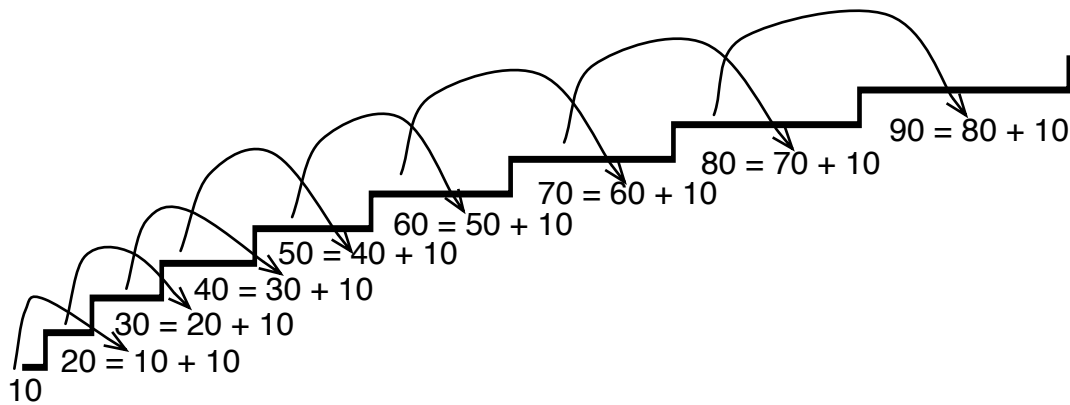 90 = 80 + 10
80 = 70 + 10
70 = 60 + 10
60 = 50 + 10
50 = 40 + 10
40 = 30 + 10
30 = 20 + 10
20 = 10 + 10
10